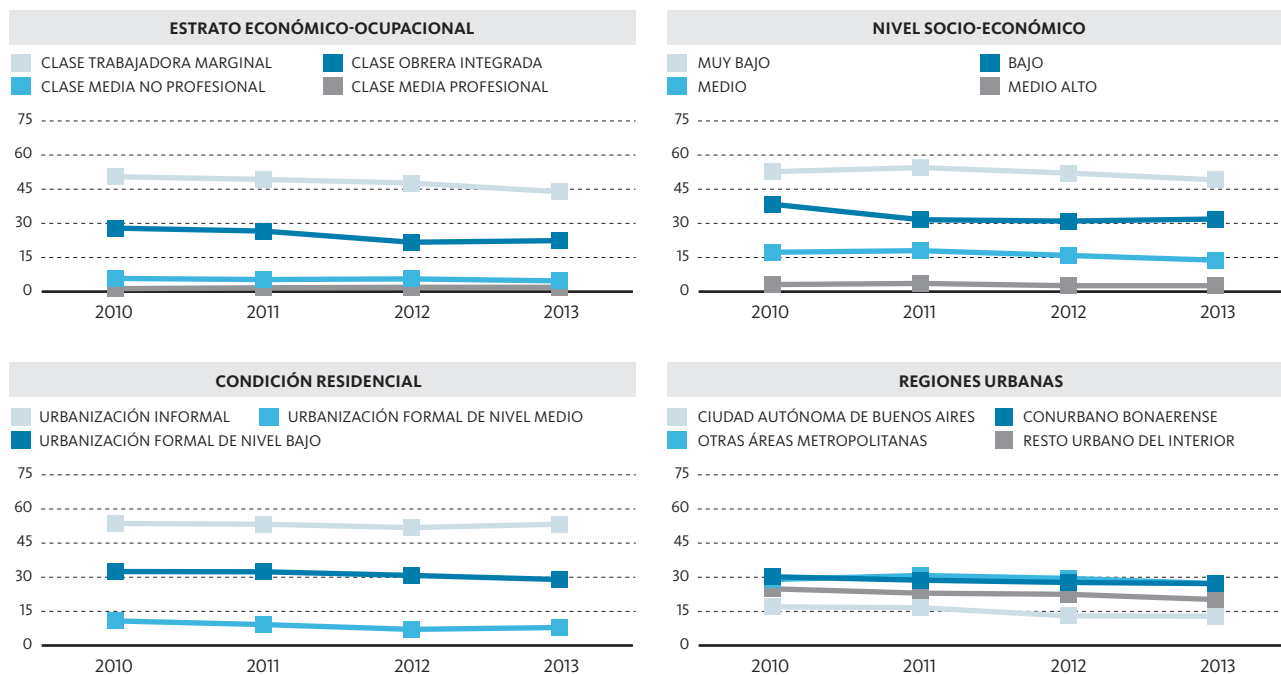 ESTRATO ECONÓMICO-OCUPACIONAL
CLASE TRABAJADORA MARGINAL CLASE OBRERA INTEGRADA
CLASE MEDIA NO PROFESIONAL CLASE MEDIA PROFESIONAL
75
60
45
30
15
0
2010 2011 2012 2013
NIVEL SOCIO-ECONÓMICO
MUY BAJO BAJO
MEDIO MEDIO ALTO
75
60
45
30
15
0
2010 2011 2012 2013
CONDICIÓN RESIDENCIAL
URBANIZACIÓN INFORMAL URBANIZACIÓN FORMAL DE NIVEL MEDIO
URBANIZACIÓN FORMAL DE NIVEL BAJO
75
60
45
30
15
0
2010 2011 2012 2013
REGIONES URBANAS
CIUDAD AUTÓNOMA DE BUENOS AIRES CONURBANO BONAERENSE
OTRAS ÁREAS METROPOLITANAS RESTO URBANO DEL INTERIOR
75
60
45
30
15
0
2010 2011 2012 2013